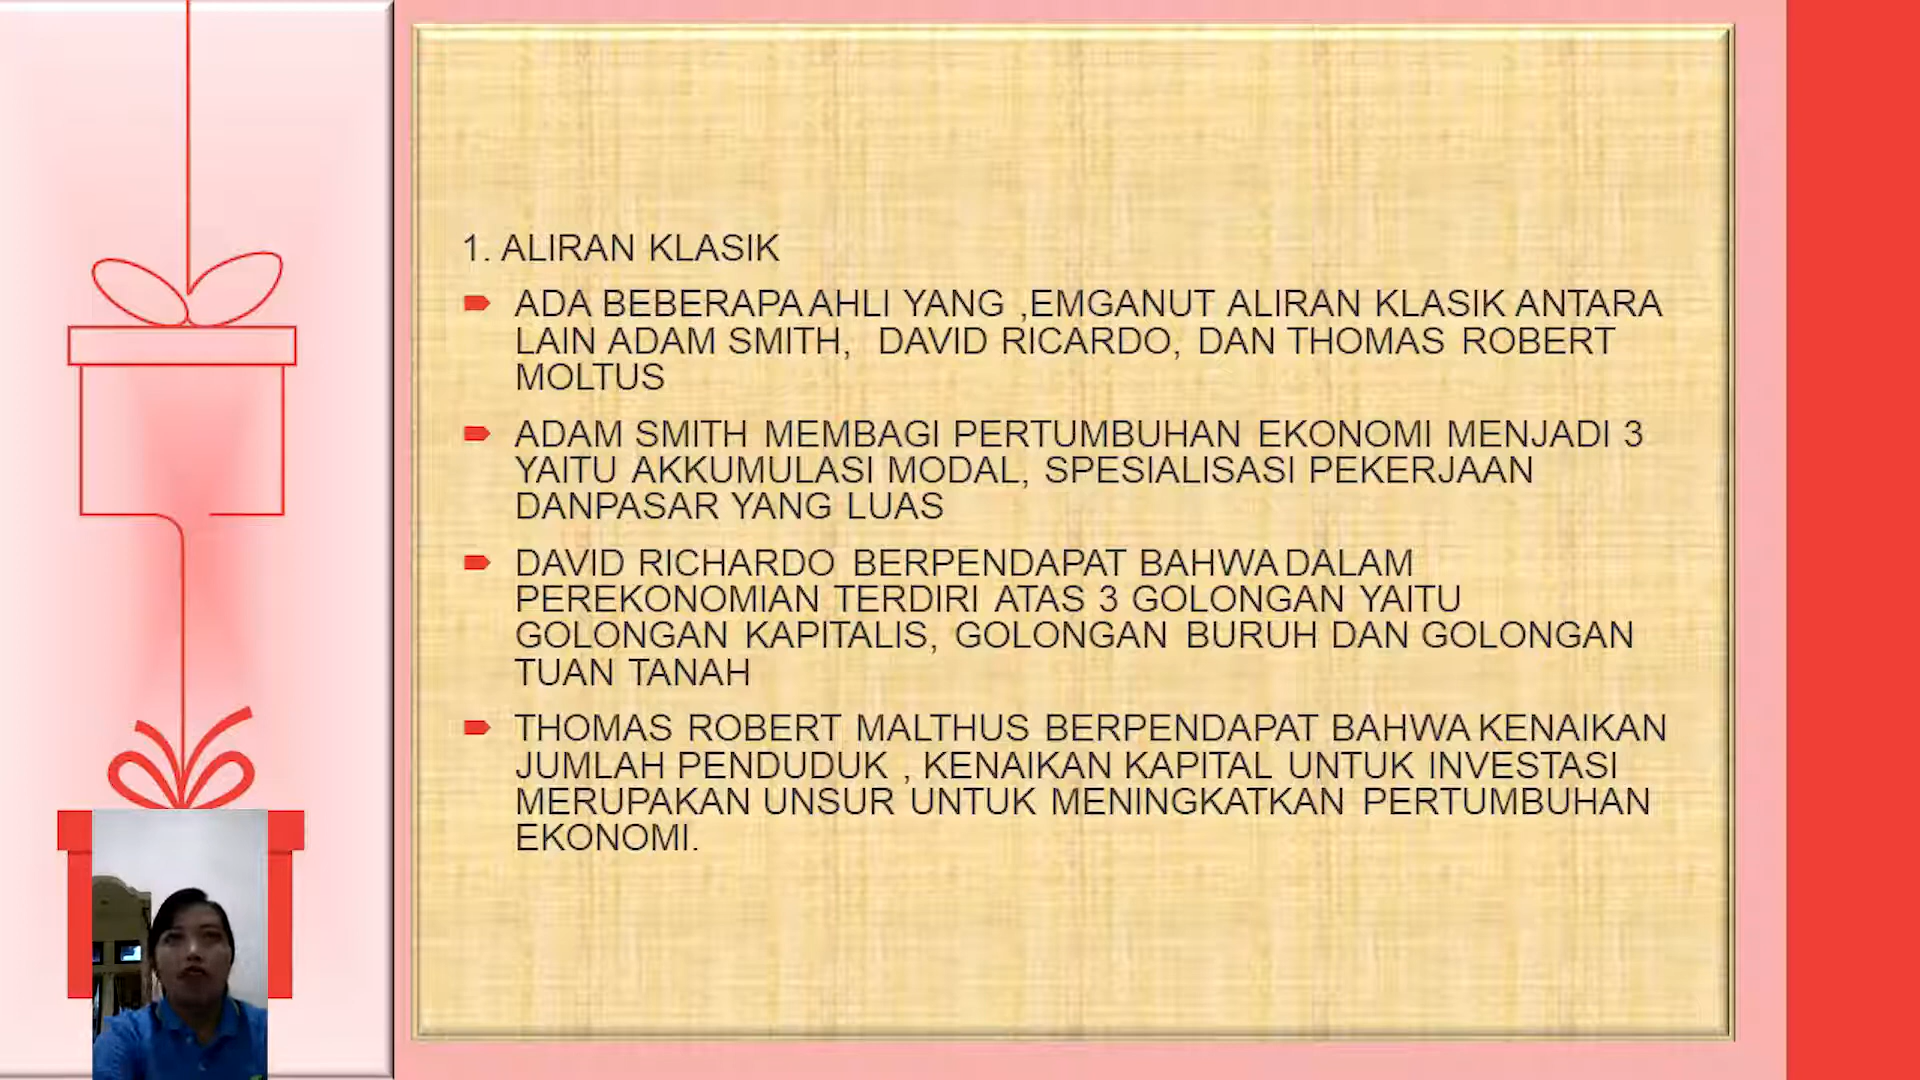 1. ALIRAN KLASIK
ADA BEBERAPA AHLI YANG ,EMGANUT ALIRAN KLASIK ANTARA
LAIN ADAM SMITH, DAVID RICARDO, DAN THOMAS ROBERT
MOLTUS
ADAM SMITH MEMBAGI PERTUMBUHAN EKONOMI MENJADI 3
YAITU AKKUMULASI MODAL, SPESIALISASI PEKERJAAN
DANPASAR YANG LUAS
DAVID RICHARDO BERPENDAPAT BAHWA DALAM
PEREKONOMIAN TERDIRI ATAS 3 GOLONGAN YAITU
GOLONGAN KAPITALIS, GOLONGAN BURUH DAN GOLONGAN
TUAN TANAH
THOMAS ROBERT MALTHUS BERPENDAPAT BAHWA KENAIKAN
JUMLAH PENDUDUK , KENAIKAN KAPITAL UNTUK INVESTASI
MERUPAKAN UNSUR UNTUK MENINGKATKAN PERTUMBUHAN
EKONOMI.